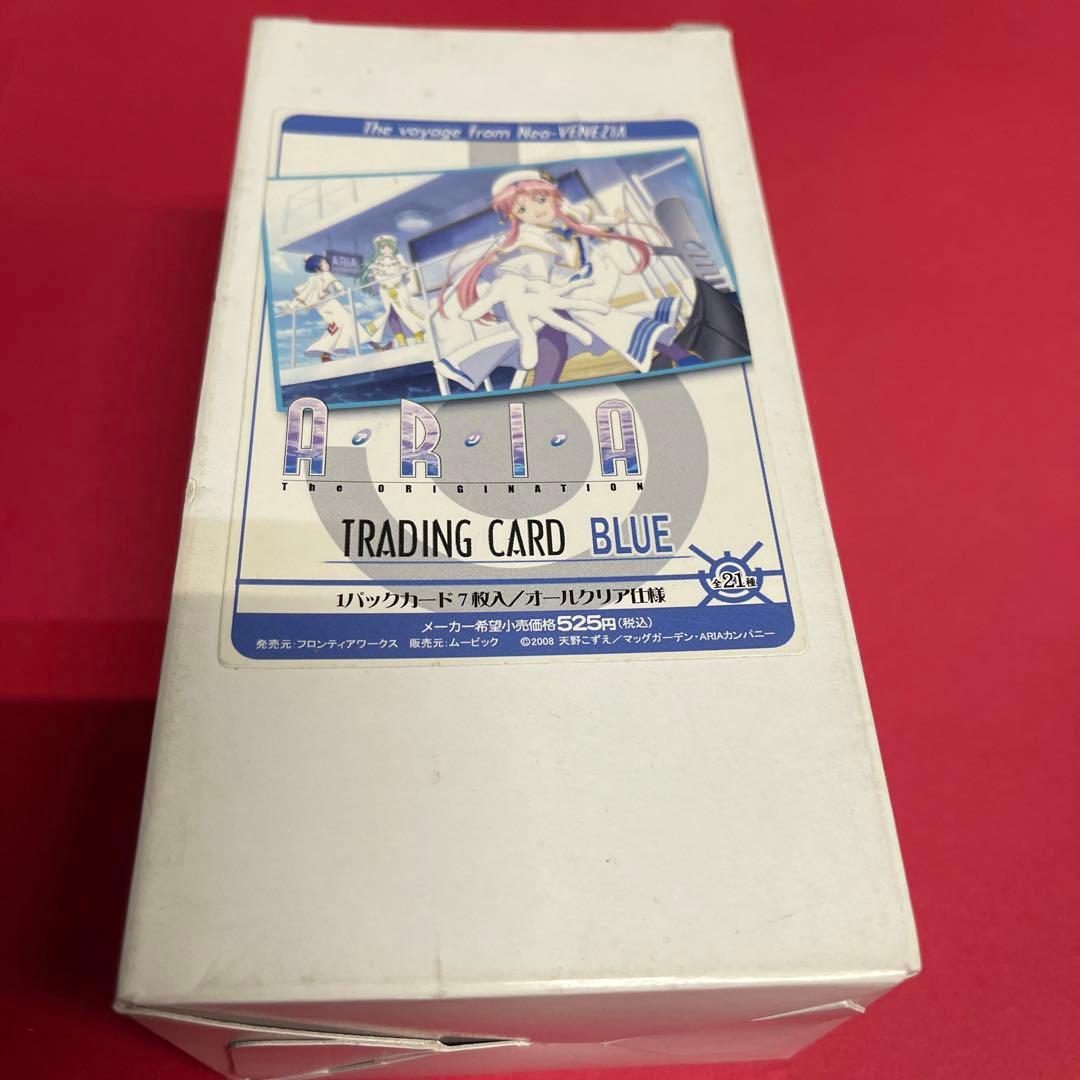 The voyage from Neo-VENEZIA
ARIA
A・R・I・A
アリア
The ORIGINATION
TRADING CARD BLUE
全21種
1パックカード7枚入／オールクリア仕様
メーカー希望小売価格525円(税込)
発売元:フロンティアワークス 販売元:ムービック ©2008 天野こずえ／マッグガーデン・ARIAカンパニー